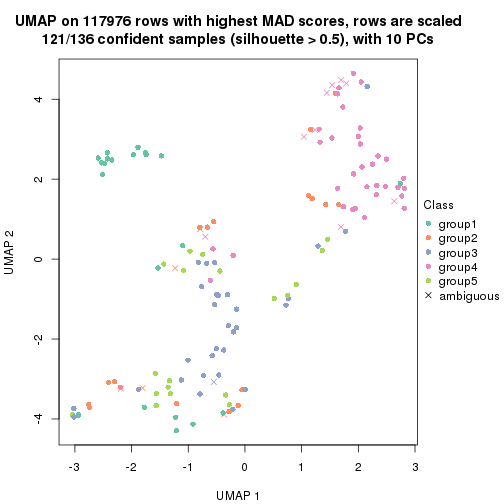 UMAP on 117976 rows with highest MAD scores, rows are scaled
121/136 confident samples (silhouette > 0.5), with 10 PCs
4
2
0
-2
-4
UMAP 2
-3
-2
-1
0
1
2
3
UMAP 1
Class
group1
group2
group3
group4
group5
ambiguous